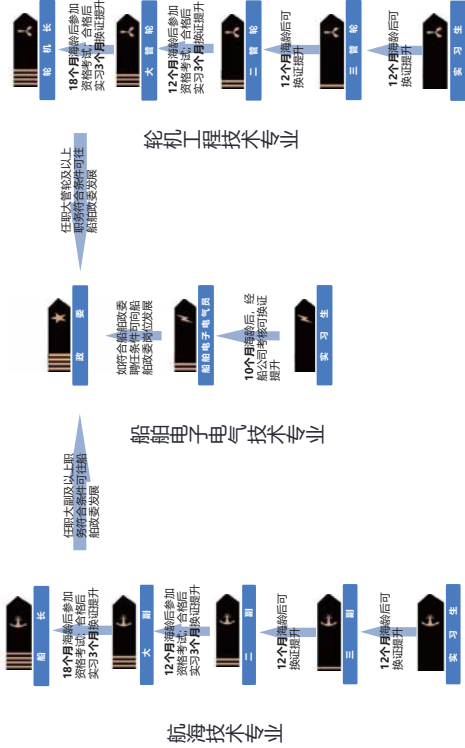 航海技术专业
船长
18个月海龄后参加
资格考试；合格后
实习3个月换证提升
大副
12个月海龄后参加
资格考试；合格后
实习3个月换证提升
二副
12个月海龄后可
换证提升
三副
12个月海龄后可
换证提升
实习生
任职大副及以上职
务符合条件可往船
舶政委发展
船舶电子电气技术专业
政委
如符合船舶政委
聘任条件可向船
舶政委岗位发展
船舶电子电气员
10个月海龄后，经
船公司考核可换证
提升
实习生
任职大管轮及以上
职务符合条件可往
船舶政委发展
轮机工程技术专业
轮机长
18个月海龄后参加
资格考试；合格后
实习3个月换证提升
大管轮
12个月海龄后参加
资格考试；合格后
实习3个月换证提升
二管轮
12个月海龄后可
换证提升
三管轮
12个月海龄后可
换证提升
实习生